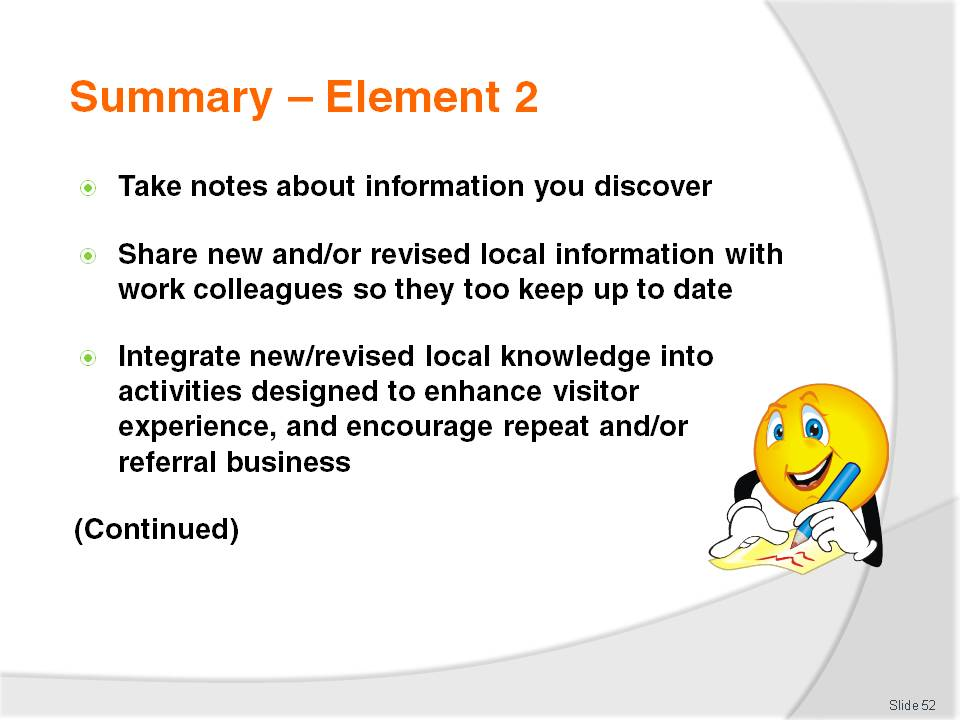 Summary – Element 2
Take notes about information you discover
Share new and/or revised local information with
work colleagues so they too keep up to date
Integrate new/revised local knowledge into
activities designed to enhance visitor
experience, and encourage repeat and/or
referral business
(Continued)
Slide 52